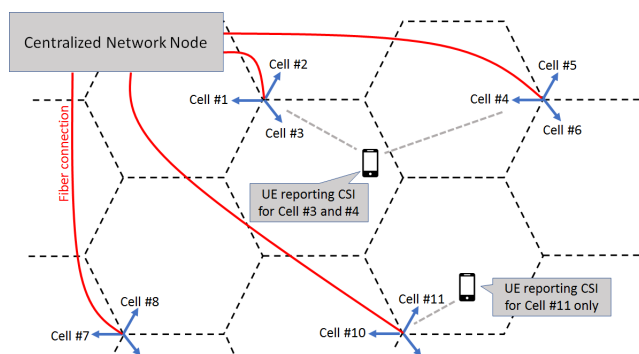 Centralized Network Node
Cell #2
Cell #1
Cell #3
Cell #5
Cell #4
Cell #6
UE reporting CSI
for Cell #3 and #4
Fiber connection
Cell #8
Cell #7
Cell #11
Cell #10
UE reporting CSI
for Cell #11 only